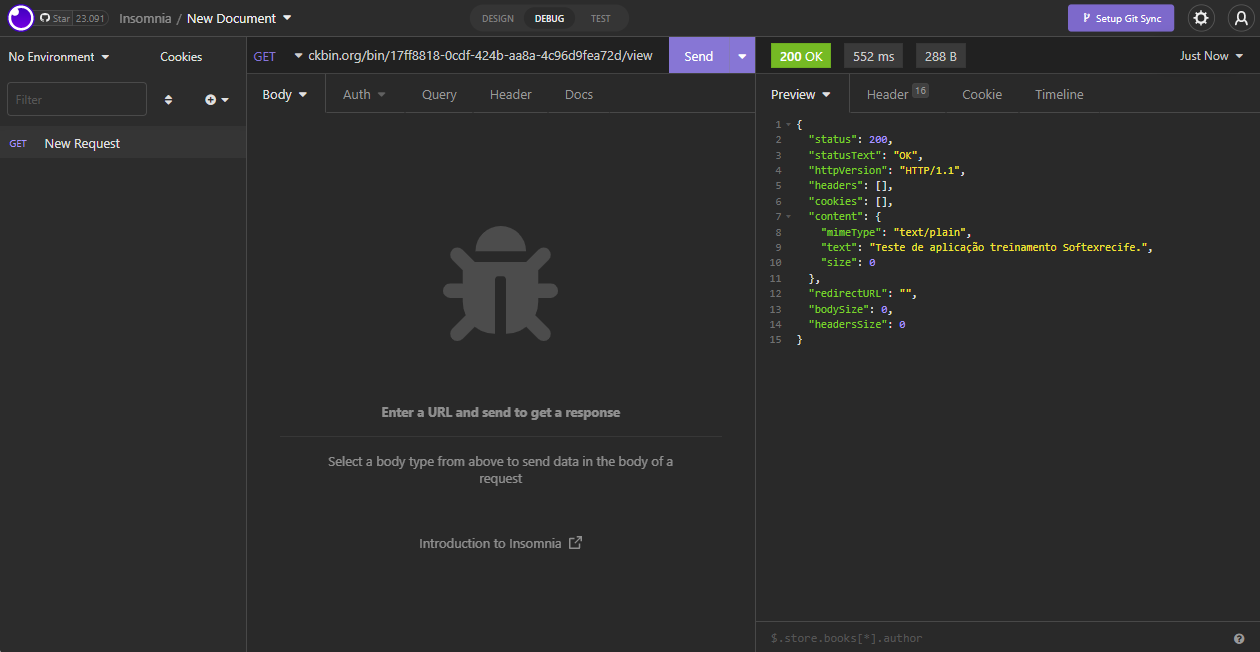 Star 23.091 Insomnia / New Document DESIGN DEBUG TEST Setup Git Sync
No Environment Cookies
Filter
GET New Request
GET ckbin.org/bin/17ff8818-0cdf-424b-aa8a-4c96d9fea72d/view Send
Body Auth Query Header Docs
Enter a URL and send to get a response
Select a body type from above to send data in the body of a
request
Introduction to Insomnia
200 OK 552 ms 288 B Just Now
Preview Header 16 Cookie Timeline
1 {
2 "status": 200,
3 "statusText": "OK",
4 "httpVersion": "HTTP/1.1",
5 "headers": [],
6 "cookies": [],
7 "content": {
8 "mimeType": "text/plain",
9 "text": "Teste de aplicação treinamento Softexrecife.",
10 "size": 0
11 },
12 "redirectURL": "",
13 "bodySize": 0,
14 "headersSize": 0
15 }
$.store.books[*].author